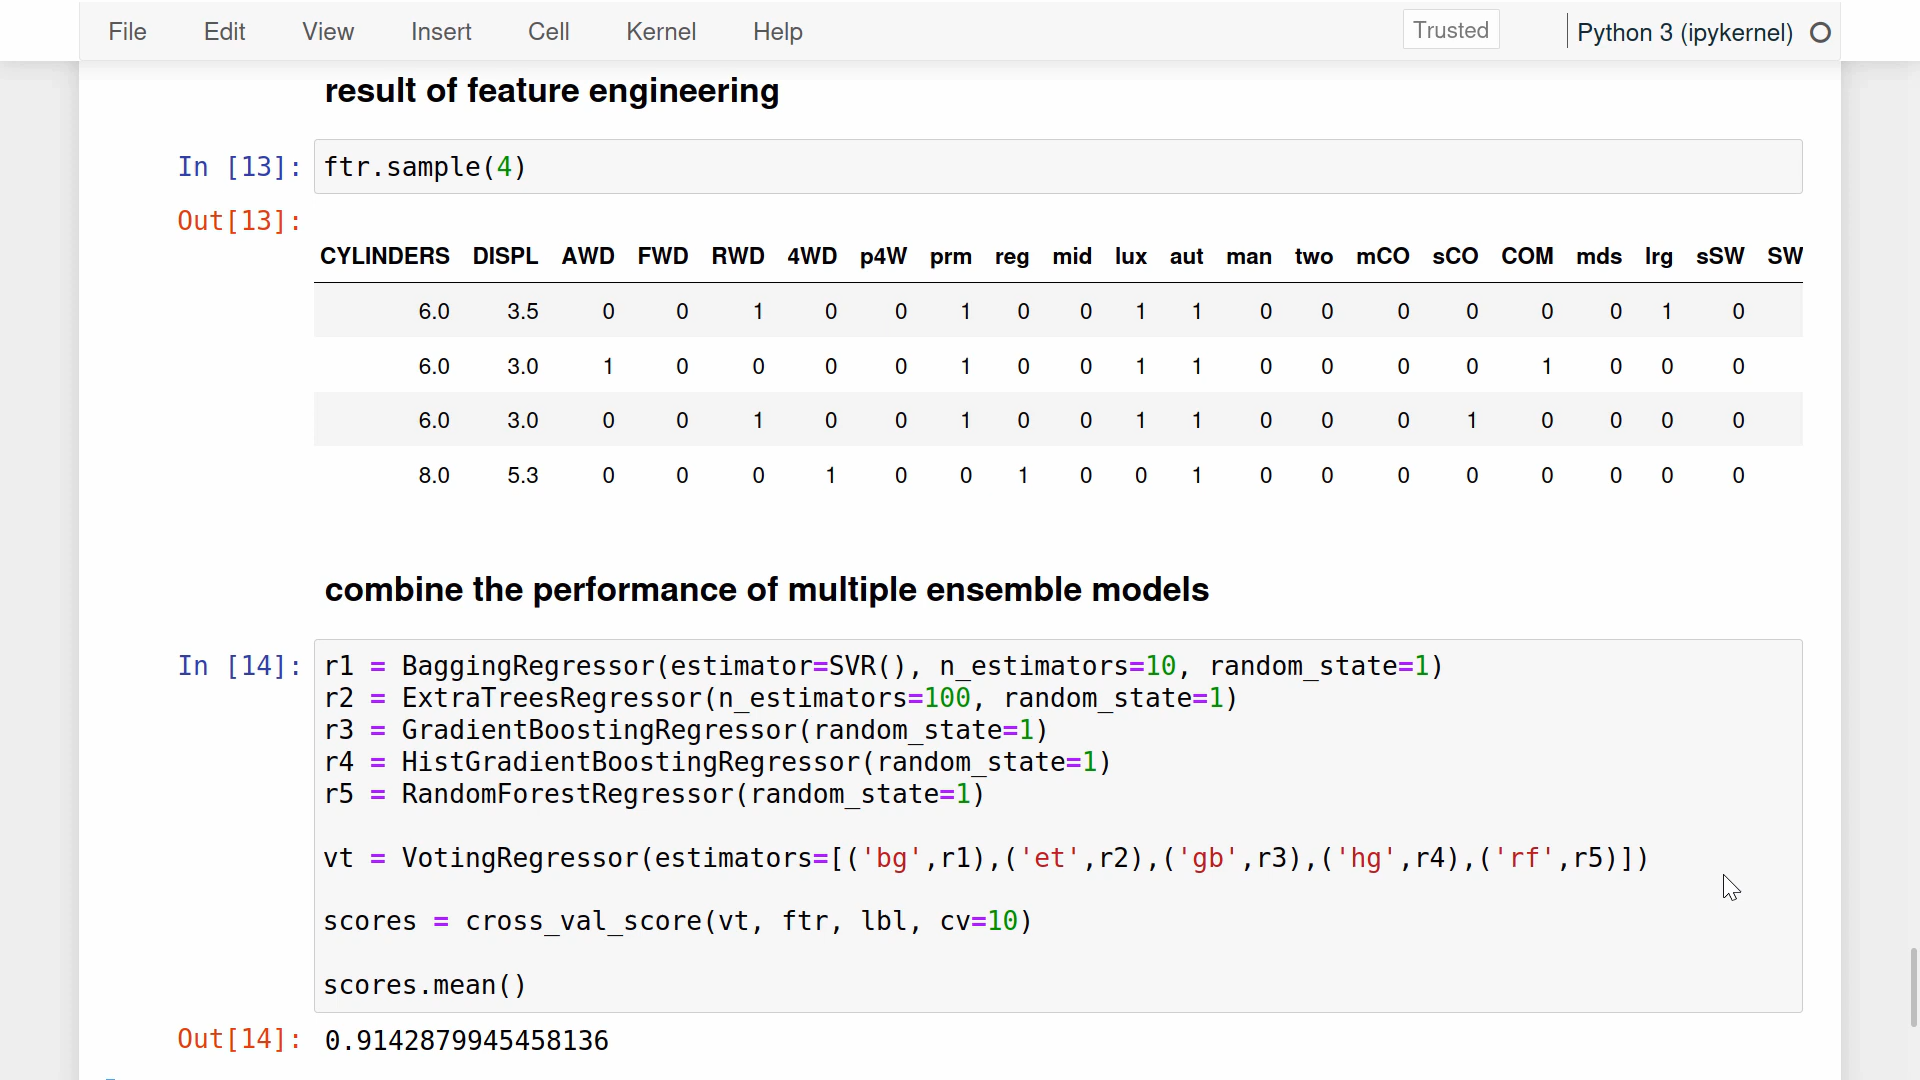 File Edit View Insert Cell Kernel Help Trusted Python 3 (ipykernel)
result of feature engineering
In [13]: ftr.sample(4)
Out[13]:
CYLINDERS DISPL AWD FWD RWD 4WD p4W prm reg mid lux aut man two mCO sCO COM mds lrg sSW SW
6.0 3.5 0 0 1 0 0 1 0 0 1 1 0 0 0 0 0 0 1 0
6.0 3.0 1 0 0 0 0 1 0 0 1 1 0 0 0 0 1 0 0 0
6.0 3.0 0 0 1 0 0 1 0 0 1 1 0 0 0 1 0 0 0 0
8.0 5.3 0 0 0 1 0 0 1 0 0 1 0 0 0 0 0 0 0 0
combine the performance of multiple ensemble models
In [14]: r1 = BaggingRegressor(estimator=SVR(), n_estimators=10, random_state=1)
r2 = ExtraTreesRegressor(n_estimators=100, random_state=1)
r3 = GradientBoostingRegressor(random_state=1)
r4 = HistGradientBoostingRegressor(random_state=1)
r5 = RandomForestRegressor(random_state=1)
vt = VotingRegressor(estimators=[('bg',r1),('et',r2),('gb',r3),('hg',r4),('rf',r5)])
scores = cross_val_score(vt, ftr, lbl, cv=10)
scores.mean()
Out[14]: 0.9142879945458136